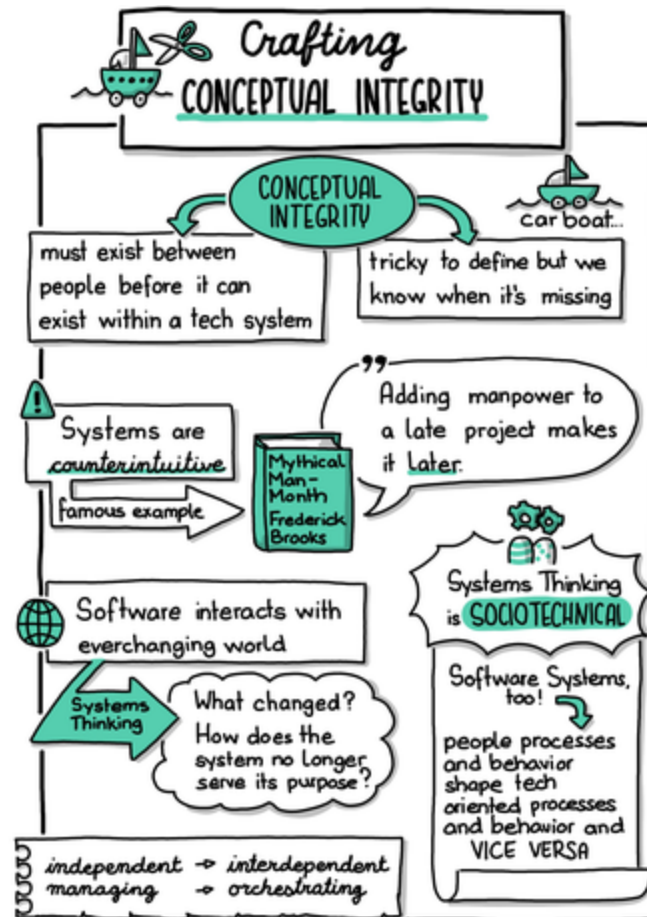 Crafting
CONCEPTUAL INTEGRITY
CONCEPTUAL
INTEGRITY
car boat...
must exist between
people before it can
exist within a tech system
tricky to define but we
know when it's missing
Systems are
counterintuitive
famous example
Mythical
Man-
Month
Frederick
Brooks
"
Adding manpower to
a late project makes
it later.
Software interacts with
everchanging world
Systems
Thinking
What changed?
How does the
system no longer
serve its purpose?
Systems Thinking
is SOCIOTECHNICAL
Software Systems,
too!
people processes
and behavior
shape tech
oriented processes
and behavior and
VICE VERSA
independent → interdependent
managing → orchestrating